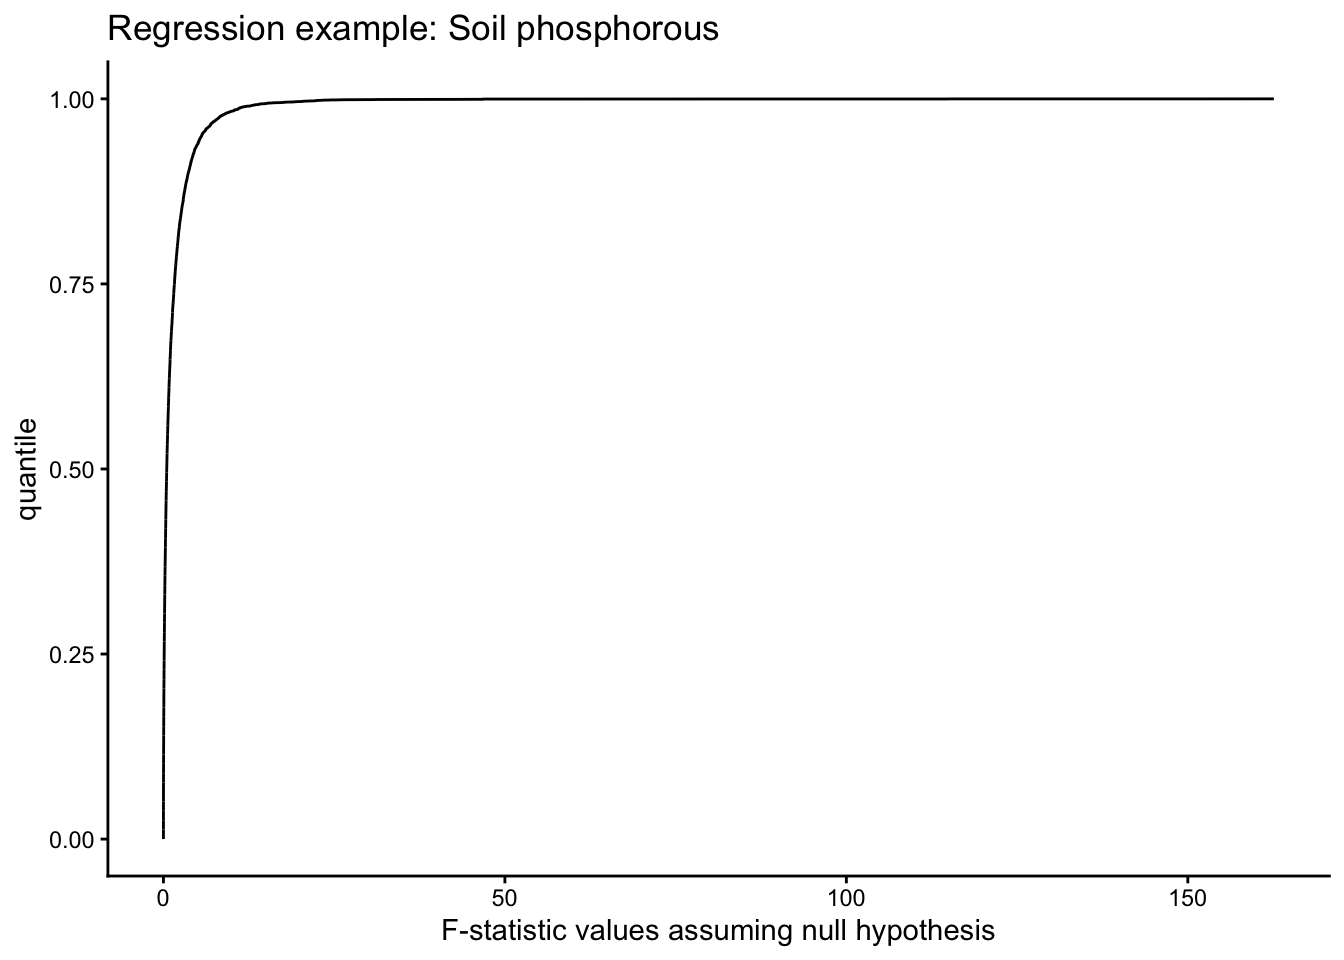 Regression example: Soil phosphorous
1.00
0.75
quantile
0.50
0.25
0.00
0 50 100 150
F-statistic values assuming null hypothesis